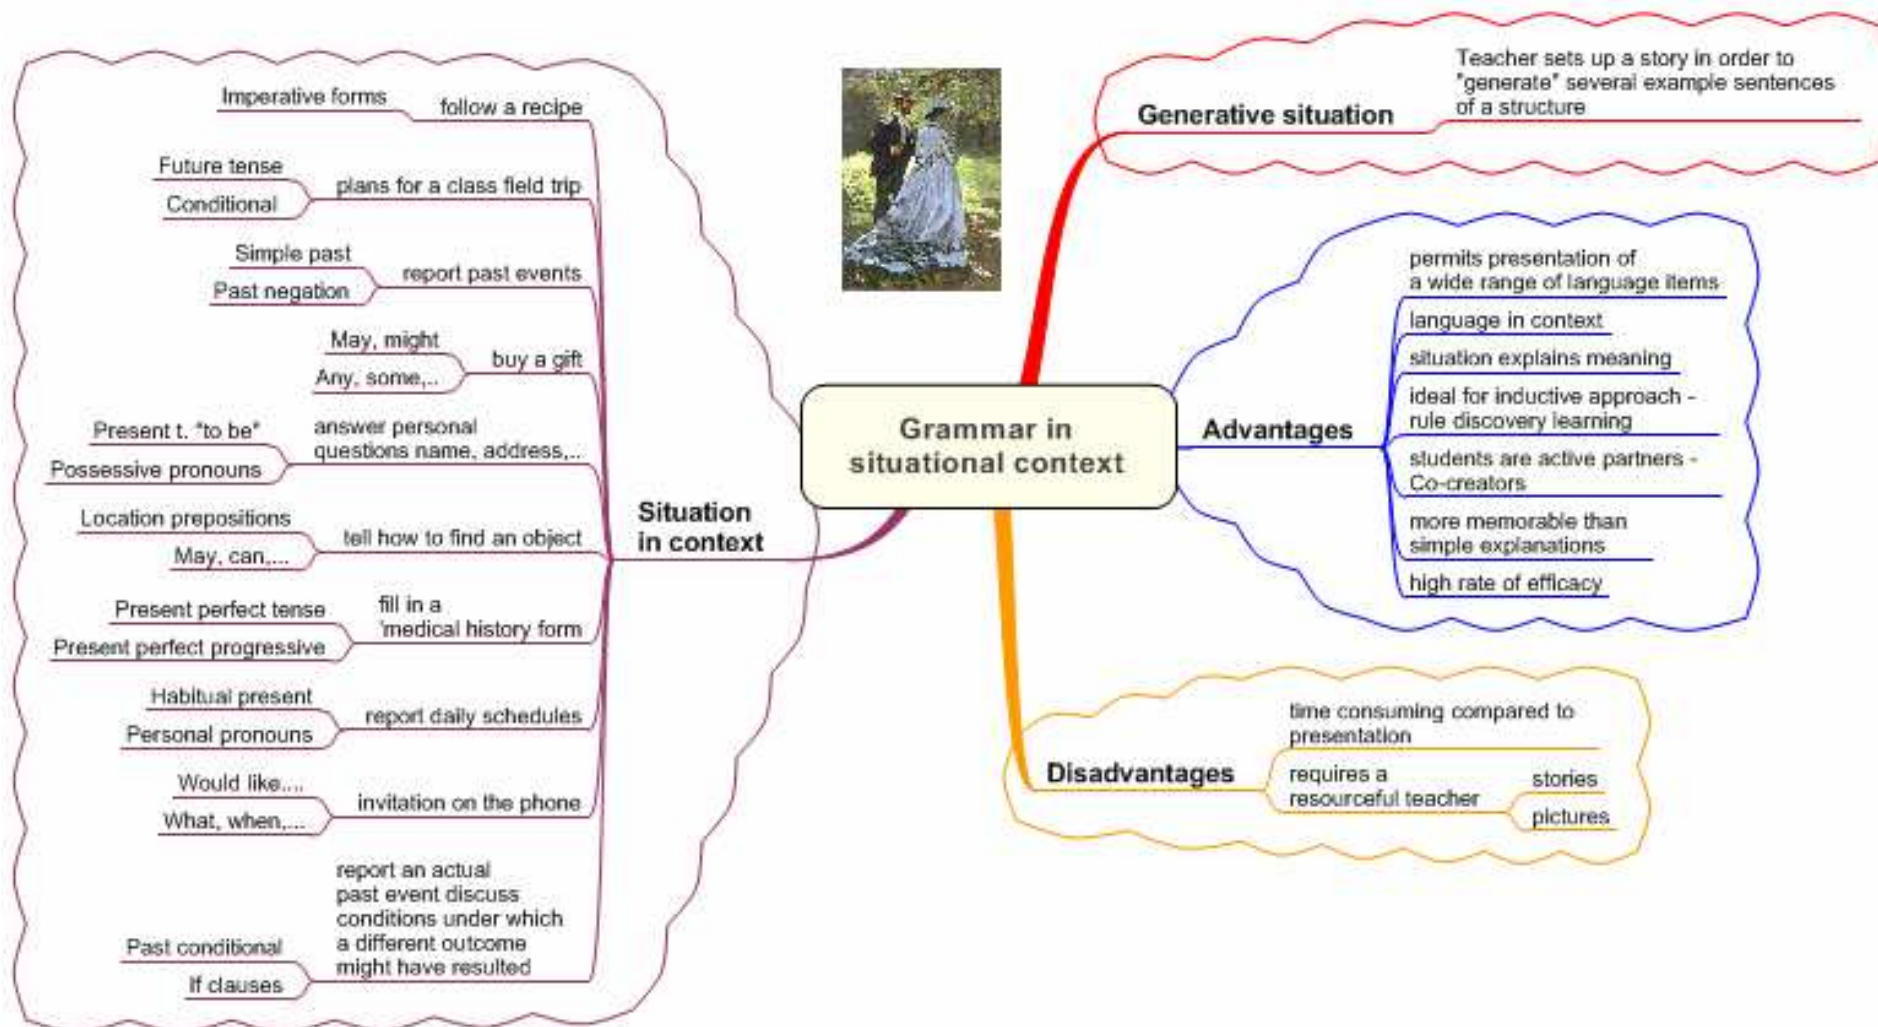 Grammar in
situational context
Generative situation
Teacher sets up a story in order to
"generate" several example sentences
of a structure
Advantages
permits presentation of
a wide range of language items
language in context
situation explains meaning
ideal for inductive approach -
rule discovery learning
students are active partners -
Co-creators
more memorable than
simple explanations
high rate of efficacy
Disadvantages
time consuming compared to
presentation
requires a
resourceful teacher
stories
pictures
Situation
in context
follow a recipe
Imperative forms
plans for a class field trip
Future tense
Conditional
report past events
Simple past
Past negation
buy a gift
May, might
Any, some,..
answer personal
questions name, address,..
Present t. "to be"
Possessive pronouns
tell how to find an object
Location prepositions
May, can,...
fill in a
'medical history form
Present perfect tense
Present perfect progressive
report daily schedules
Habitual present
Personal pronouns
invitation on the phone
Would like....
What, when,...
report an actual
past event discuss
conditions under which
a different outcome
might have resulted
Past conditional
If clauses